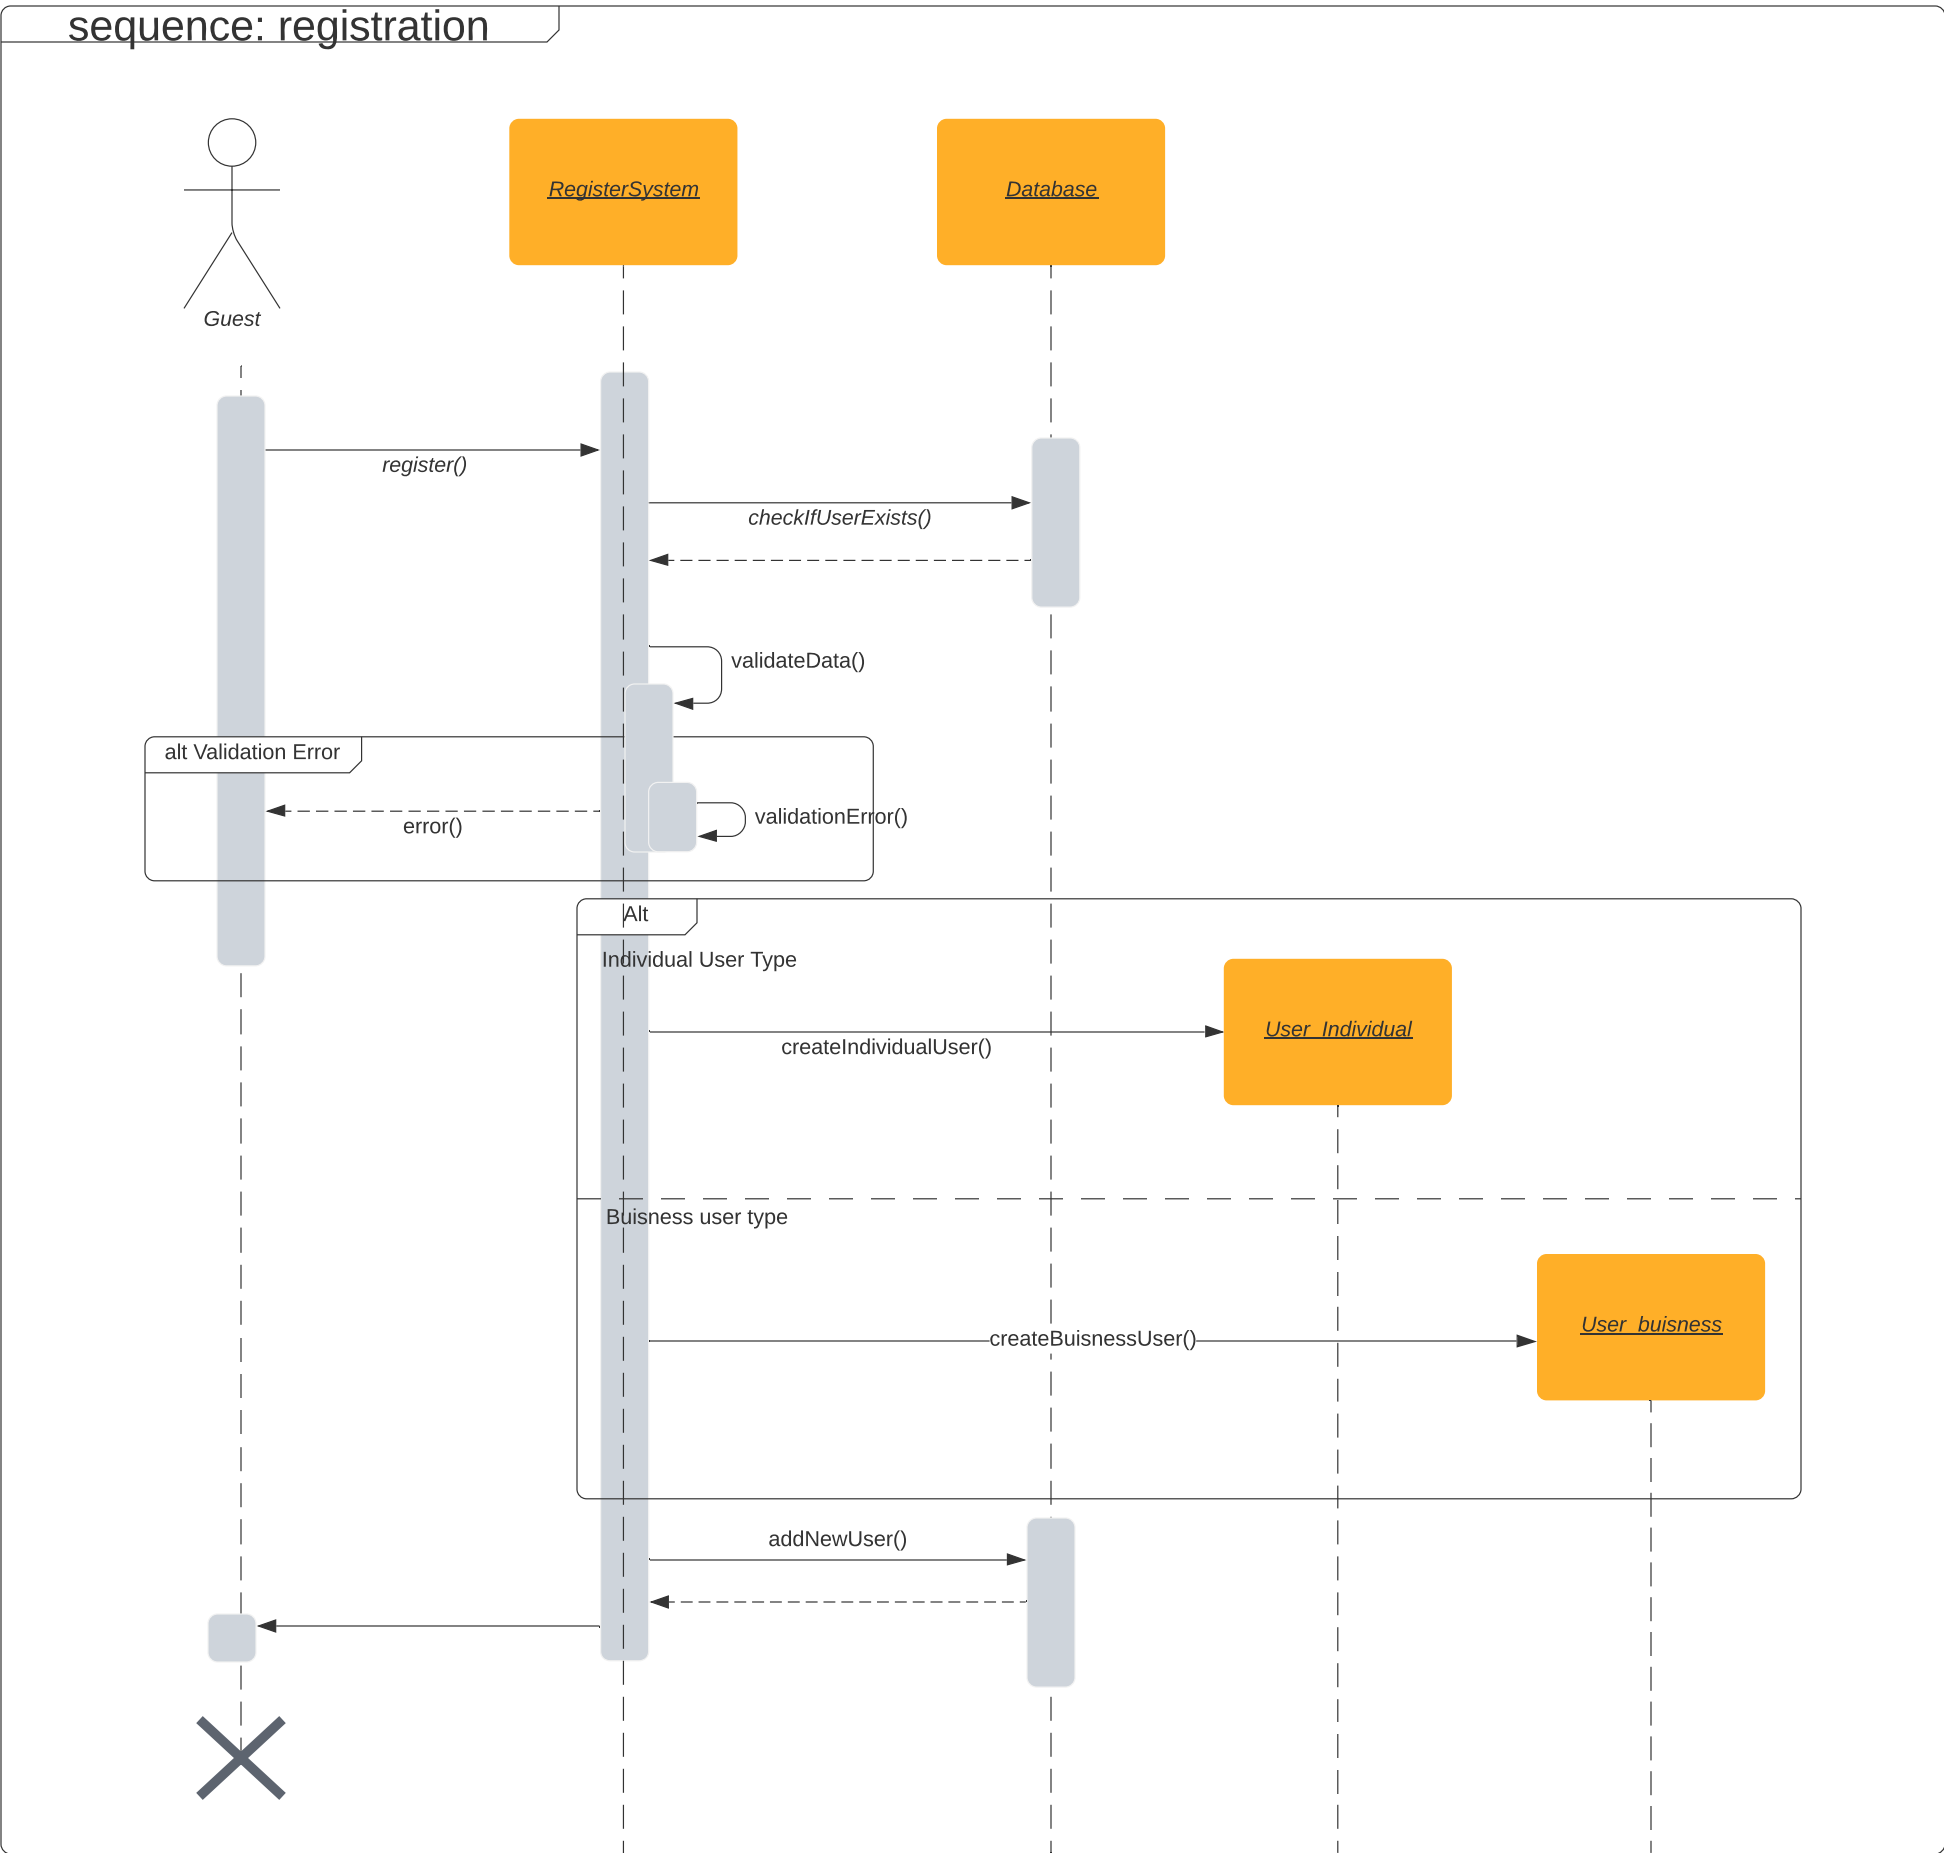 sequence: registration
RegisterSystem
Database
Guest
register()
checkIfUserExists()
validateData()
alt Validation Error
validationError()
error()
Alt
Individual User Type
User_Individual
createIndividualUser()
Buisness user type
User_buisness
createBuisnessUser()
addNewUser()